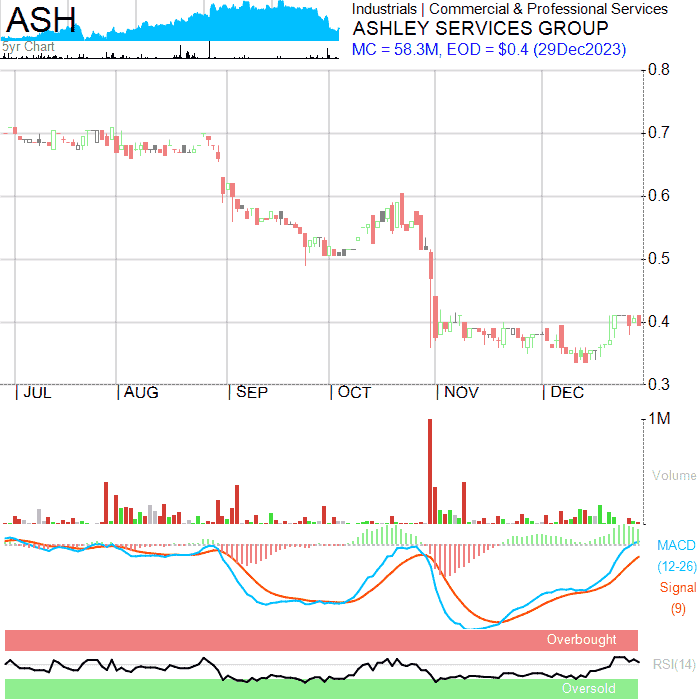 ASH
5yr Chart
Industrials | Commercial & Professional Services
ASHLEY SERVICES GROUP
MC = 58.3M, EOD = $0.4 (29Dec2023)
0.8
0.7
0.6
0.5
0.4
0.3
| JUL | AUG | SEP | OCT | NOV | DEC
1M
Volume
MACD
(12-26)
Signal
(9)
Overbought
RSI(14)
Oversold